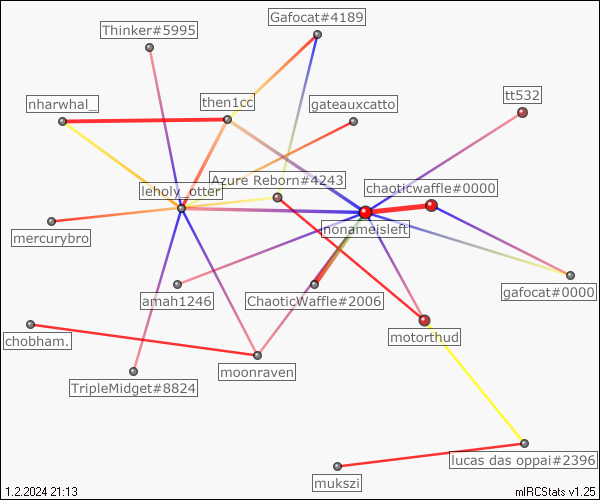 Gafocat#4189
Thinker#5995
tt532
nharwhal_
then1cc
gateauxcatto
Azure Reborn#4243
chaoticwaffle#0000
leholy_otter
nonameisleft
mercurybro
amah1246
ChaoticWaffle#2006
gafocat#0000
chobham.
motorthud
moonraven
TripleMidget#8824
lucas das oppai#2396
mukszi
1.2.2024 21:13
mIRCStats v1.25